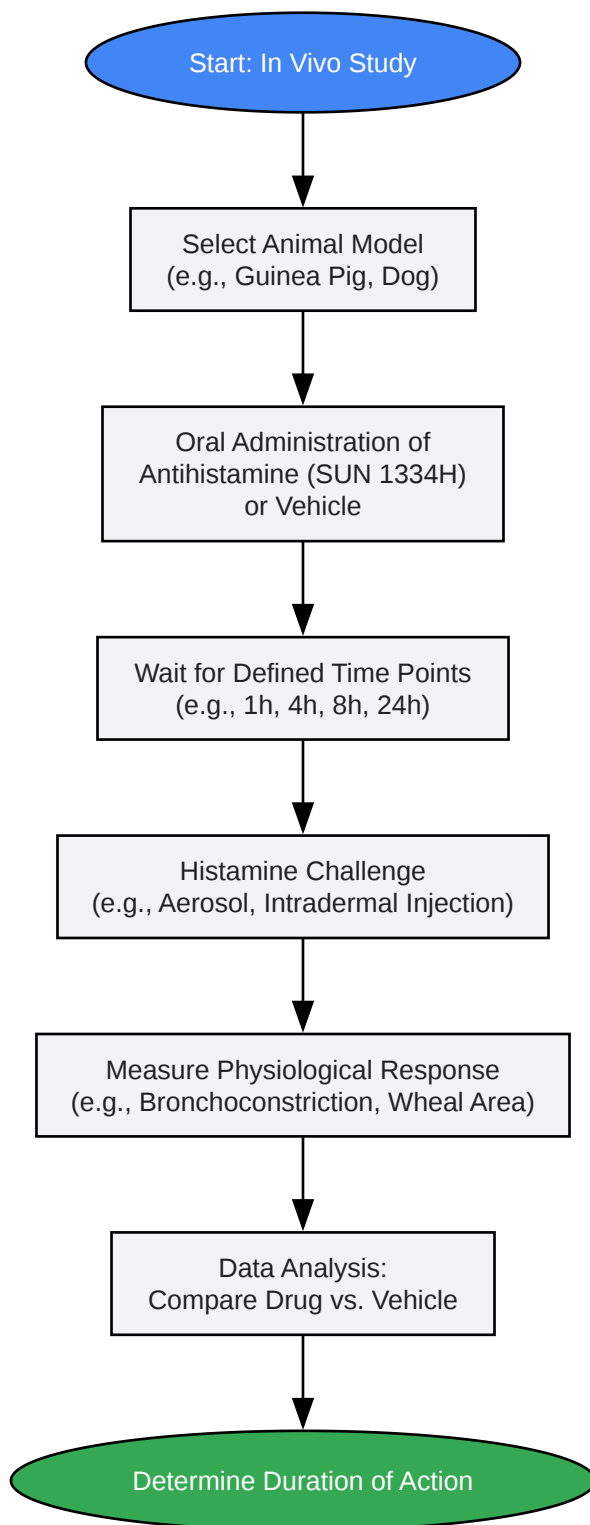 Start: In Vivo Study
Select Animal Model
(e.g., Guinea Pig, Dog)
Oral Administration of
Antihistamine (SUN 1334H)
or Vehicle
Wait for Defined Time Points
(e.g., 1h, 4h, 8h, 24h)
Histamine Challenge
(e.g., Aerosol, Intradermal Injection)
Measure Physiological Response
(e.g., Bronchoconstriction, Wheal Area)
Data Analysis:
Compare Drug vs. Vehicle
Determine Duration of Action